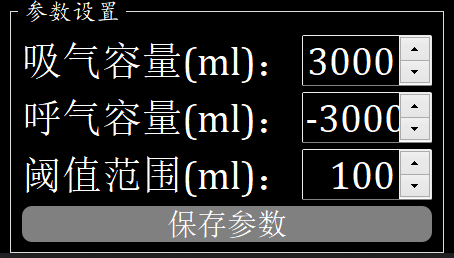 参数设置
吸气容量(ml)： 3000
呼气容量(ml)： -3000
阈值范围(ml)： 100
保存参数